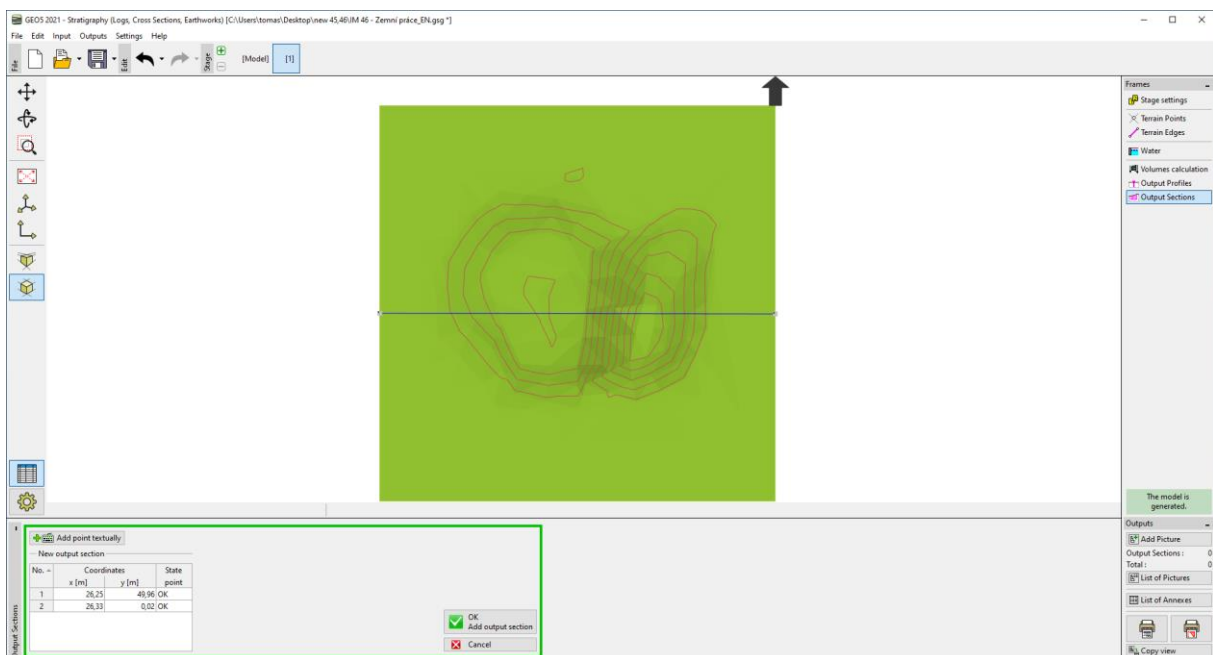 GEO5 2021 - Stratigraphy (Logs, Cross Sections, Earthworks) [C:\Users\tomas\Desktop\new 45,46\IM 46 - Zemní práce_EN.gsg *]
File Edit Input Outputs Settings Help
File
Edit
Stage
[Model] [1]
Frames
Stage settings
Terrain Points
Terrain Edges
Water
Volumes calculation
Output Profiles
Output Sections
The model is
generated.
Output Sections
Add point textually
New output section
No. Coordinates State
x [m] y [m] point
1 26,25 49,96 OK
2 26,33 0,02 OK
OK
Add output section
Cancel
Outputs
Add Picture
Output Sections : 0
Total : 0
List of Pictures
List of Annexes
Copy view